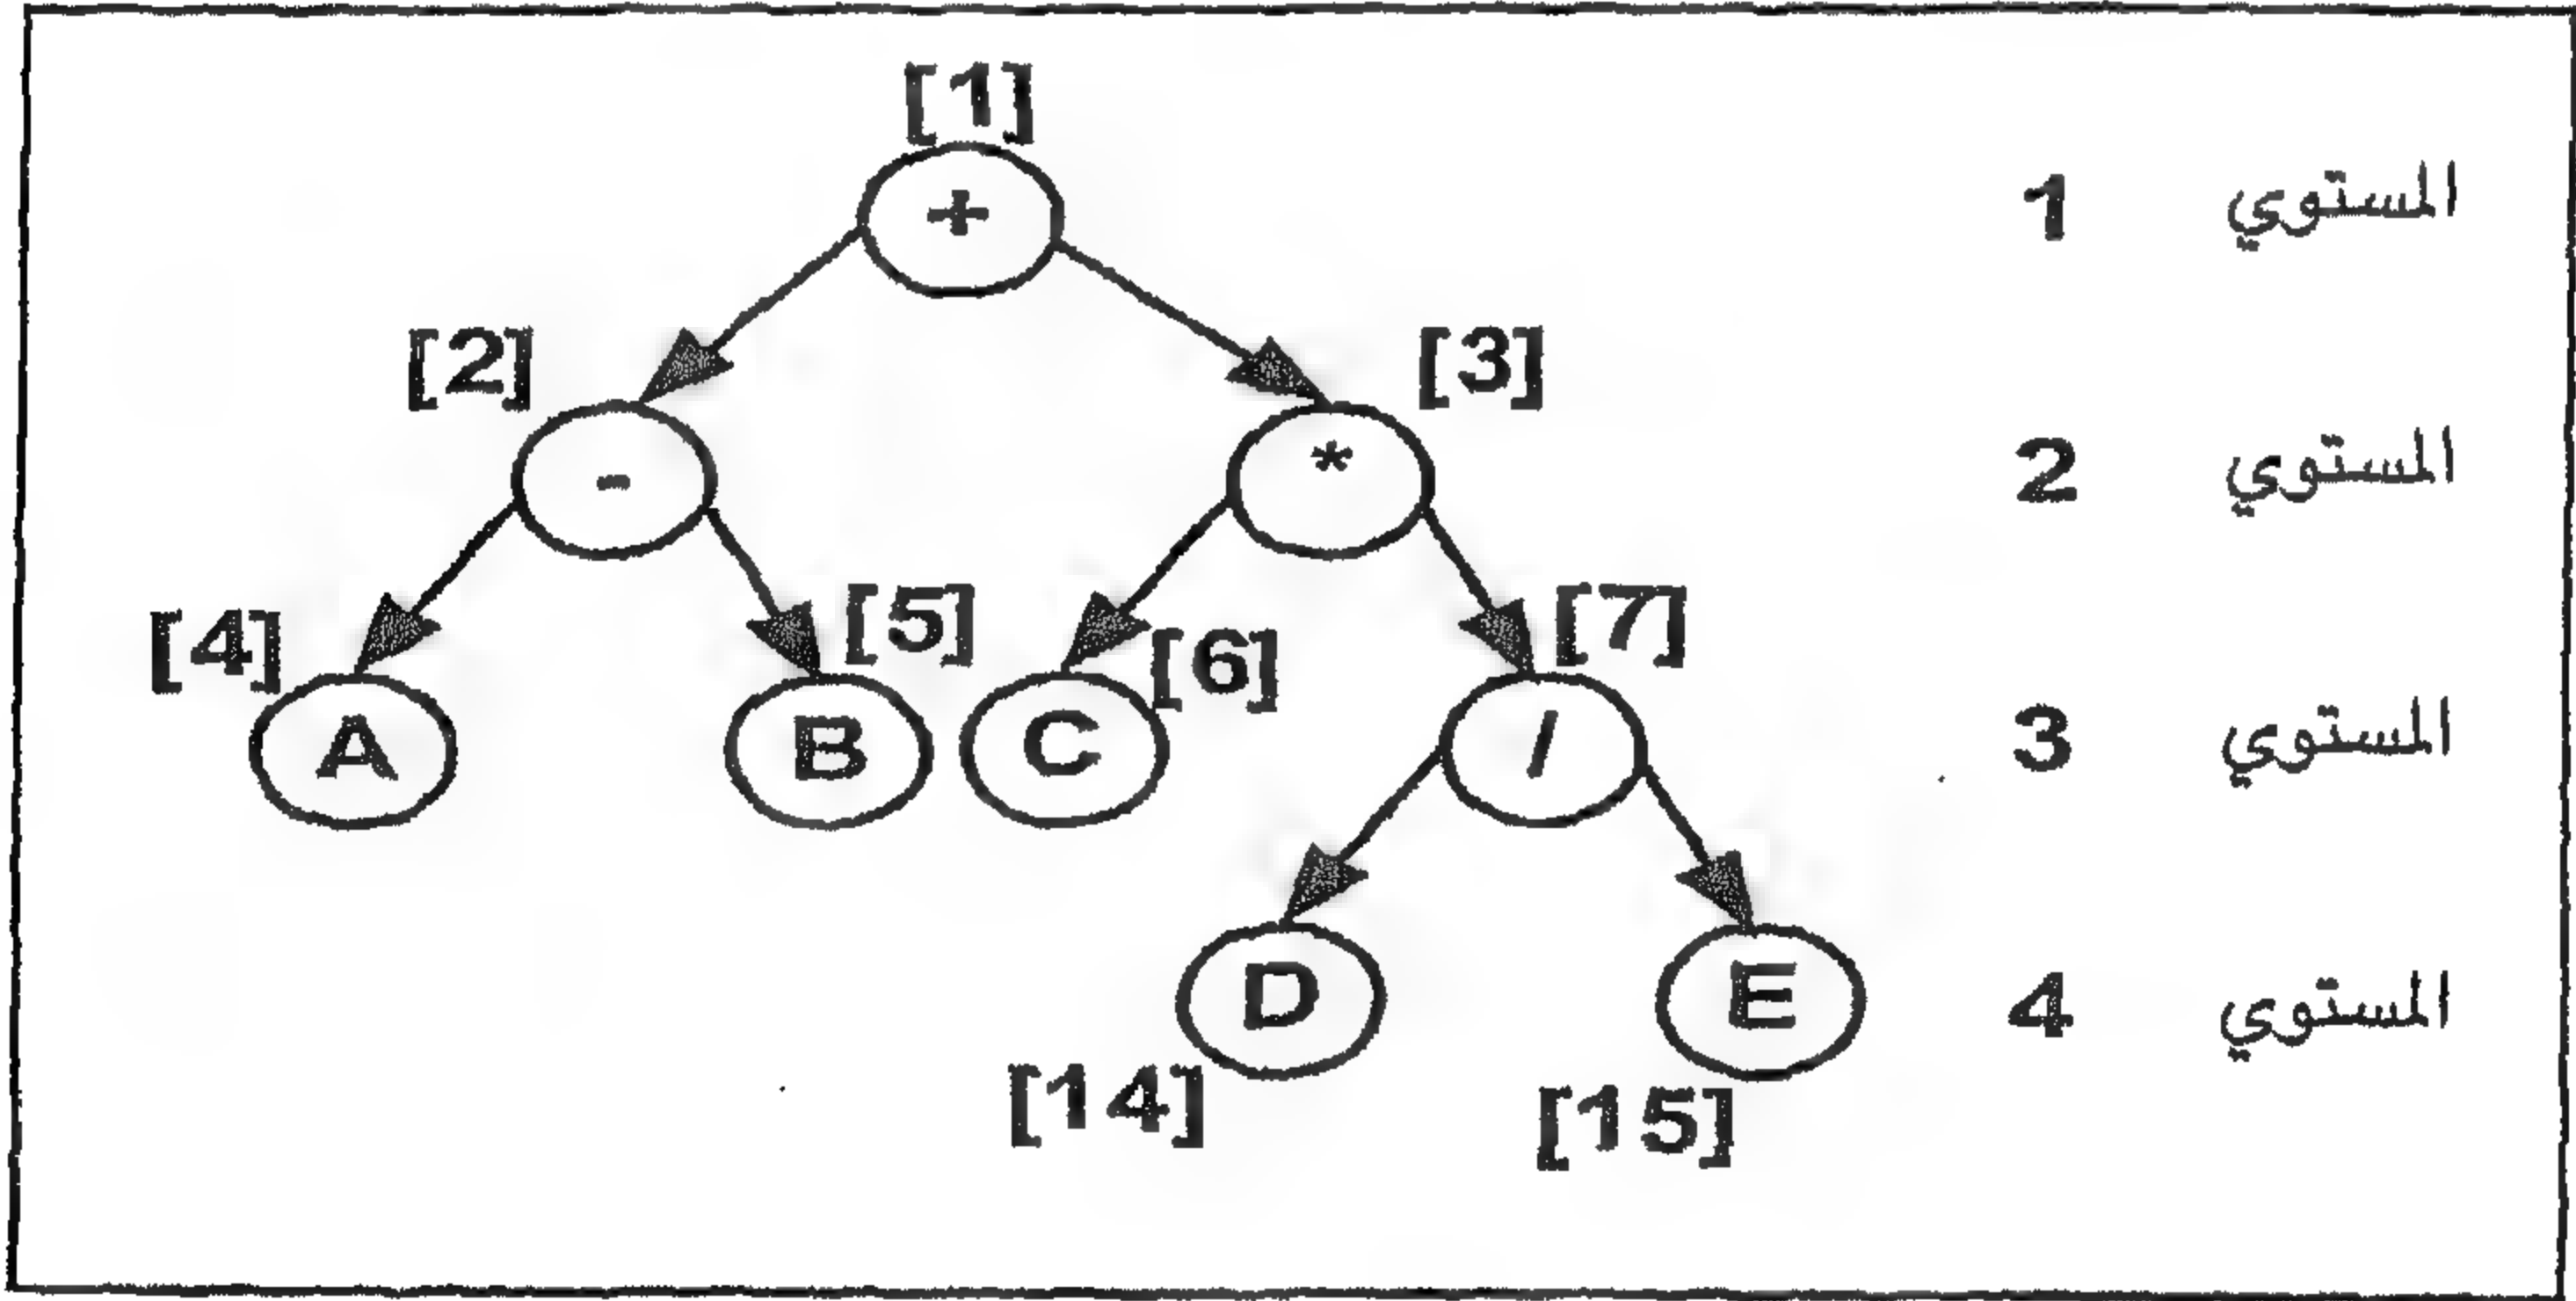 [1]
+
المستوي 1
[2] [3]
- *
المستوي 2
[4] [5] [6] [7]
A B C /
المستوي 3
D E
المستوي 4
[14] [15]